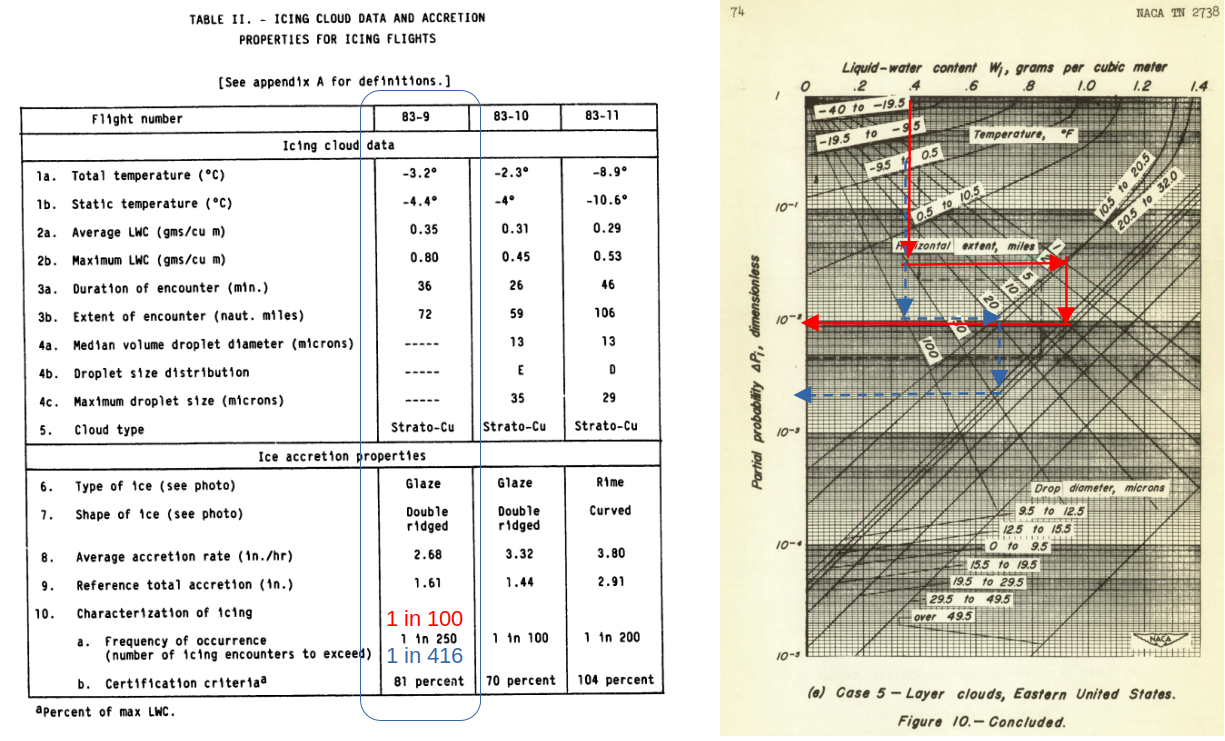 TABLE II. - ICING CLOUD DATA AND ACCRETION
PROPERTIES FOR ICING FLIGHTS
[See appendix A for definitions.]
Flight number 83-9 83-10 83-11
Icing cloud data
1a. Total temperature (°C) -3.2° -2.3° -8.9°
1b. Static temperature (°C) -4.4° -4° -10.6°
2a. Average LWC (gms/cu m) 0.35 0.31 0.29
2b. Maximum LWC (gms/cu m) 0.80 0.45 0.53
3a. Duration of encounter (min.) 36 26 46
3b. Extent of encounter (naut. miles) 72 59 106
4a. Median volume droplet diameter (microns) ----- 13 13
4b. Droplet size distribution ----- E D
4c. Maximum droplet size (microns) ----- 35 29
5. Cloud type Strato-Cu Strato-Cu Strato-Cu
Ice accretion properties
6. Type of ice (see photo) Glaze Glaze Rime
7. Shape of ice (see photo) Double ridged Double ridged Curved
8. Average accretion rate (in./hr) 2.68 3.32 3.80
9. Reference total accretion (in.) 1.61 1.44 2.91
10. Characterization of icing
1 in 100
a. Frequency of occurrence 1 in 250 1 in 100 1 in 200
(number of icing encounters to exceed)
1 in 416
b. Certification criteriaª 81 percent 70 percent 104 percent
ªPercent of max LWC.
74 NACA TN 2738
Liquid-water content Wᵢ, grams per cubic meter
0 .2 .4 .6 .8 1.0 1.2 1.4
1
-40 to -19.5
-19.5 to -9.5
Temperature, °F
-9.5 to 0.5
0.5 to 10.5
10.5 to 20.5
20.5 to 32.0
10⁻¹
Horizontal extent, miles
1
2
5
10
20
50
100
10⁻²
Partial probability ΔPᵢ, dimensionless
10⁻³
Drop diameter, microns
9.5 to 12.5
12.5 to 15.5
0 to 9.5
15.5 to 19.5
19.5 to 29.5
29.5 to 49.5
over 49.5
10⁻⁴
NACA
10⁻⁵
(e) Case 5 — Layer clouds, Eastern United States.
Figure 10. — Concluded.